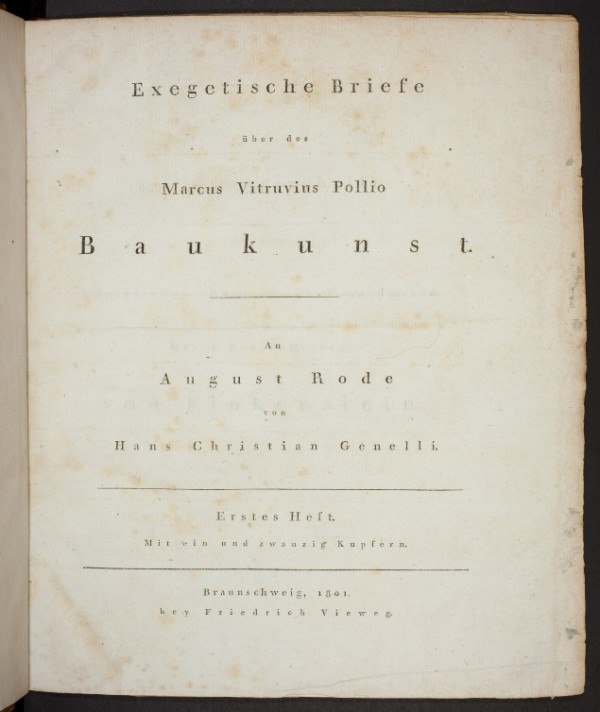 Exegetische Briefe
über des
Marcus Vitruvius Pollio
Baukunst.
An
August Rode
von
Hans Christian Genelli.
Erstes Heft.
Mit ein und zwanzig Kupfern.
Braunschweig, 1801.
bey Friedrich Vieweg.